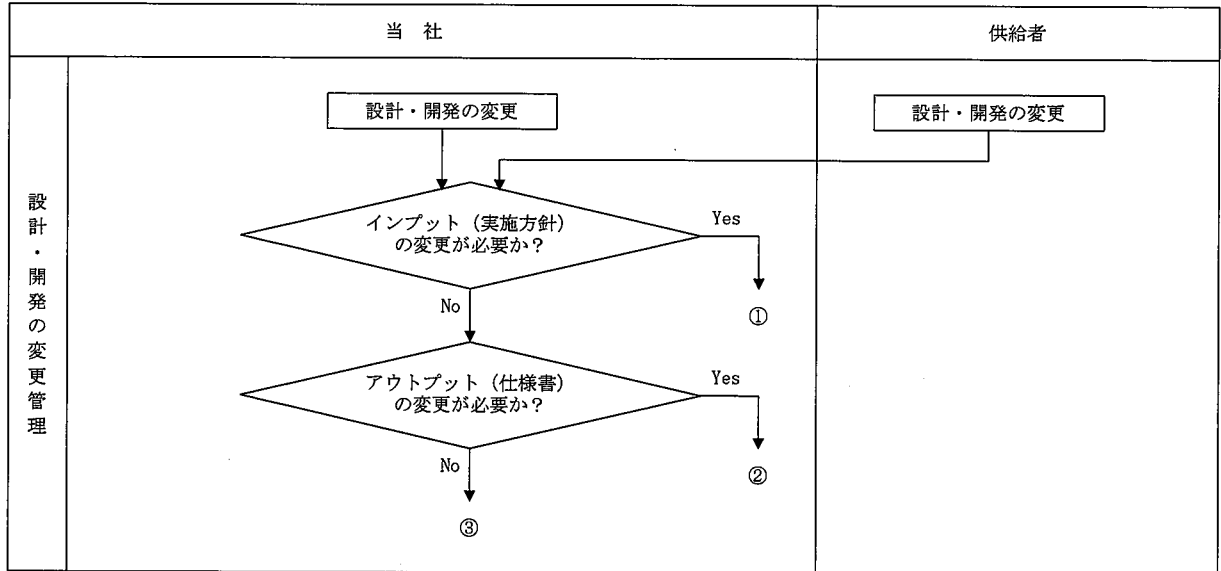 当 社
供給者
設計・開発の変更管理
設計・開発の変更
設計・開発の変更
インプット（実施方針）
の変更が必要か？
Yes
①
No
アウトプット（仕様書）
の変更が必要か？
Yes
②
No
③